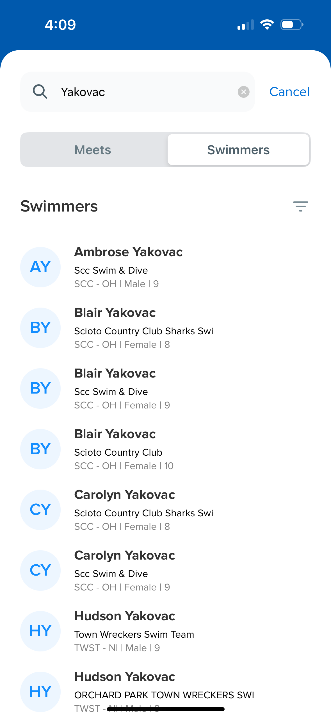 4:09
Yakovac
Cancel
Meets
Swimmers
Swimmers
AY
Ambrose Yakovac
Scc Swim & Dive
SCC - OH | Male | 9
BY
Blair Yakovac
Scioto Country Club Sharks Swi
SCC - OH | Female | 8
BY
Blair Yakovac
Scc Swim & Dive
SCC - OH | Female | 9
BY
Blair Yakovac
Scioto Country Club
SCC - OH | Female | 10
CY
Carolyn Yakovac
Scioto Country Club Sharks Swi
SCC - OH | Female | 8
CY
Carolyn Yakovac
Scc Swim & Dive
SCC - OH | Female | 9
HY
Hudson Yakovac
Town Wreckers Swim Team
TWST - NI | Male | 9
HY
Hudson Yakovac
ORCHARD PARK TOWN WRECKERS SWI
TWST - NI | Male |